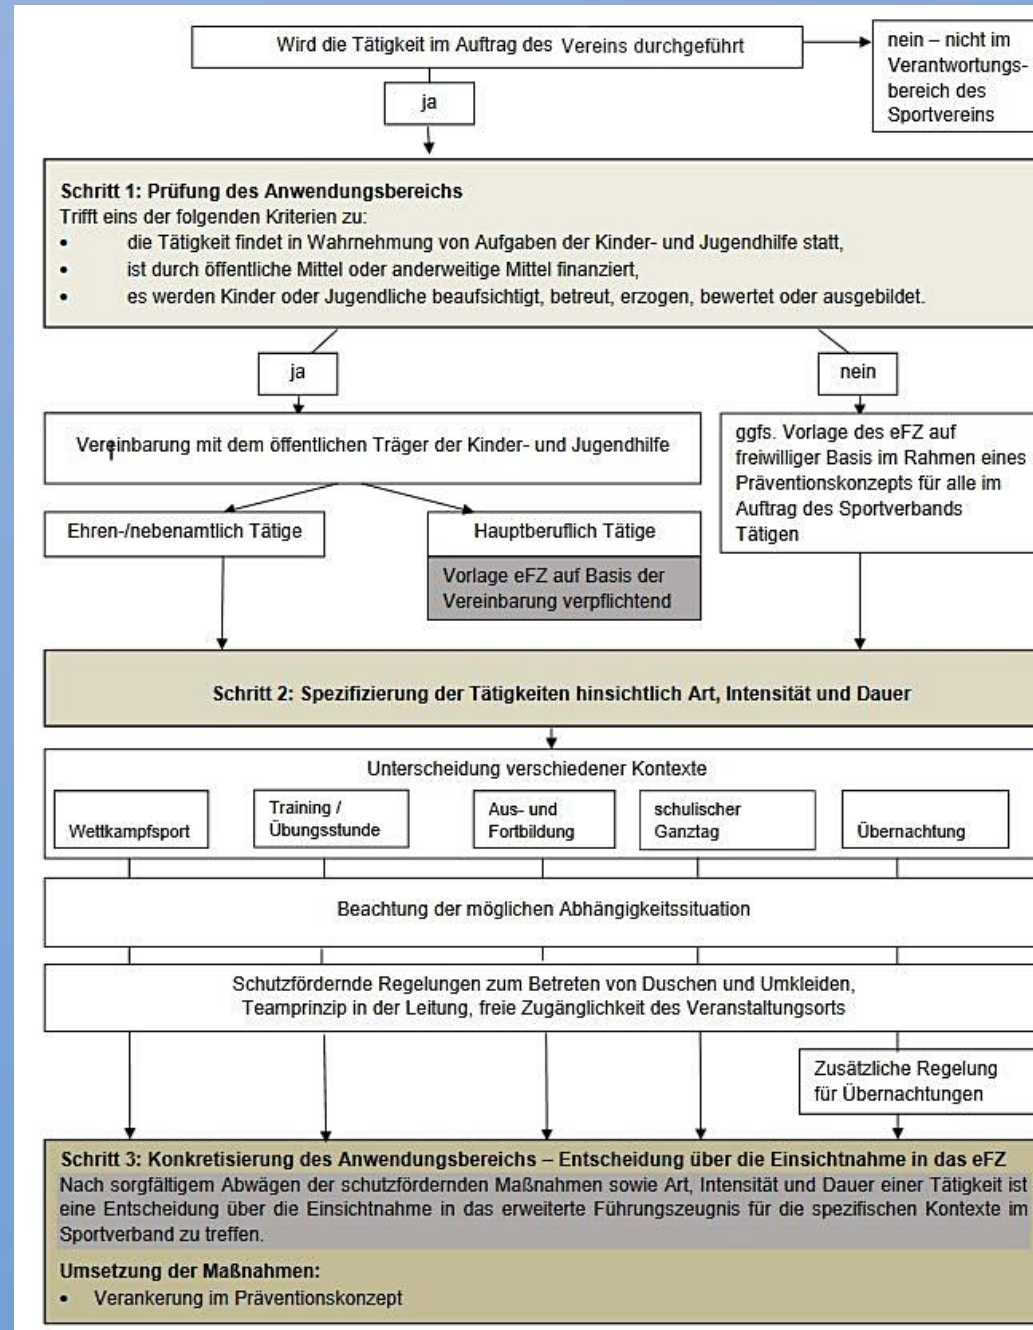 Wird die Tätigkeit im Auftrag des Vereins durchgeführt
nein – nicht im
Verantwortungs-
bereich des
Sportvereins
ja
Schritt 1: Prüfung des Anwendungsbereichs
Trifft eins der folgenden Kriterien zu:
• die Tätigkeit findet in Wahrnehmung von Aufgaben der Kinder- und Jugendhilfe statt,
• ist durch öffentliche Mittel oder anderweitige Mittel finanziert,
• es werden Kinder oder Jugendliche beaufsichtigt, betreut, erzogen, bewertet oder ausgebildet.
ja
nein
Vereinbarung mit dem öffentlichen Träger der Kinder- und Jugendhilfe
ggfs. Vorlage des eFZ auf
freiwilliger Basis im Rahmen eines
Präventionskonzepts für alle im
Auftrag des Sportverbands
Tätigen
Ehren-/nebenamtlich Tätige
Hauptberuflich Tätige
Vorlage eFZ auf Basis der
Vereinbarung verpflichtend
Schritt 2: Spezifizierung der Tätigkeiten hinsichtlich Art, Intensität und Dauer
Unterscheidung verschiedener Kontexte
Wettkampfsport
Training /
Übungsstunde
Aus- und
Fortbildung
schulischer
Ganztag
Übernachtung
Beachtung der möglichen Abhängigkeitssituation
Schutzfördernde Regelungen zum Betreten von Duschen und Umkleiden,
Teamprinzip in der Leitung, freie Zugänglichkeit des Veranstaltungsorts
Zusätzliche Regelung
für Übernachtungen
Schritt 3: Konkretisierung des Anwendungsbereichs – Entscheidung über die Einsichtnahme in das eFZ
Nach sorgfältigem Abwägen der schutzfördernden Maßnahmen sowie Art, Intensität und Dauer einer Tätigkeit ist
eine Entscheidung über die Einsichtnahme in das erweiterte Führungszeugnis für die spezifischen Kontexte im
Sportverband zu treffen.
Umsetzung der Maßnahmen:
• Verankerung im Präventionskonzept